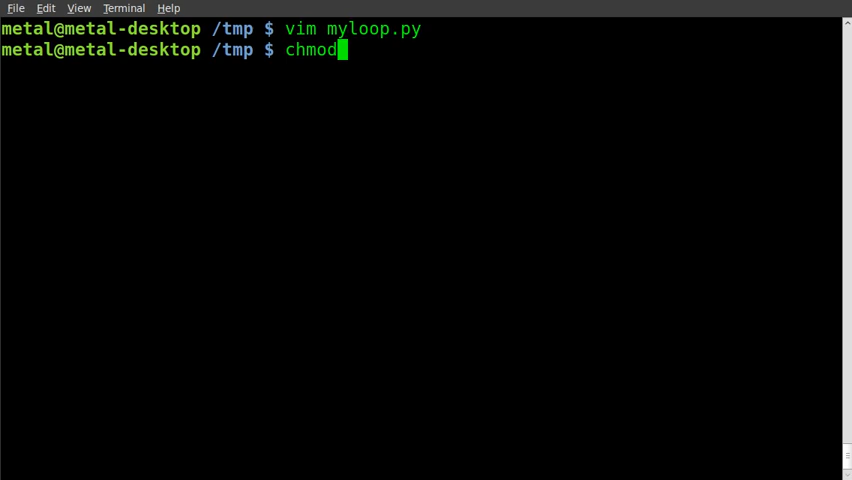 File Edit View Terminal Help
metal@metal-desktop /tmp $ vim myloop.py
metal@metal-desktop /tmp $ chmod